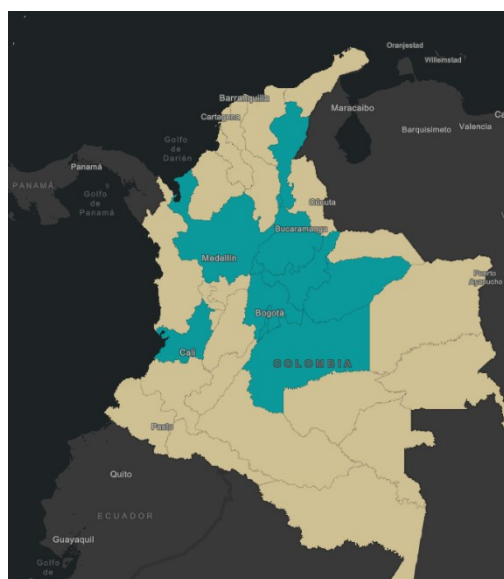 Oranjestad
Willemstad
Barranquilla
Maracaibo
Cartagena
Ca
Valencia
Barquisimeto
Golfo
de
Darién
Panamá
PANAMÁ
Golfo
de
Panamá
Cúcuta
Bucaramanga
Medellín
Puerto
Ayacucho
Bogotá
Cali
COLOMBIA
Pasto
Quito
ECUADOR
Guayaquil
Golfo
de